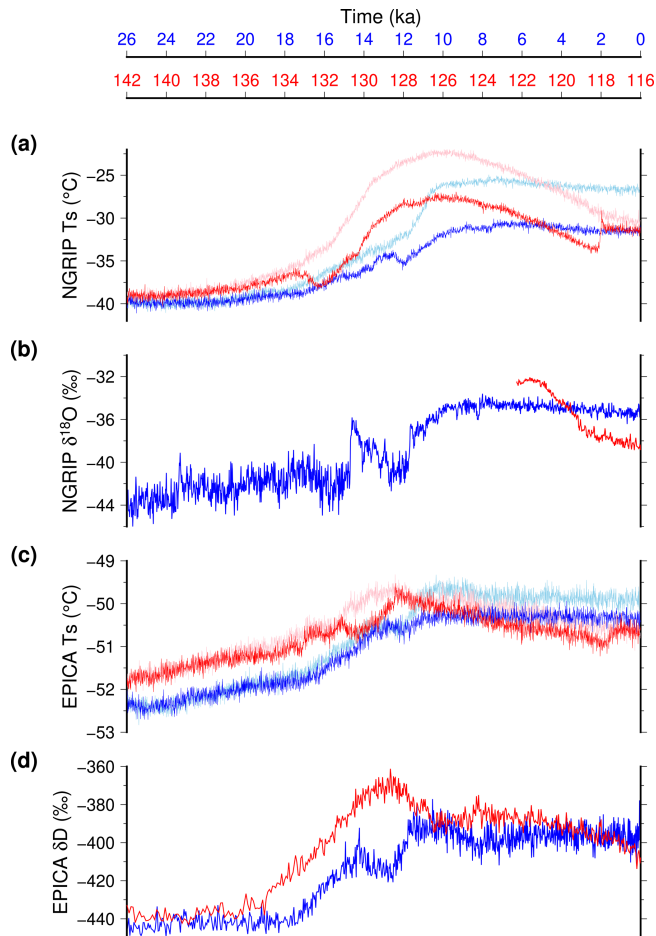 Time (ka)
26 24 22 20 18 16 14 12 10 8 6 4 2 0
142 140 138 136 134 132 130 128 126 124 122 120 118 116
(a)
NGRIP Ts (°C)
−25
−30
−35
−40
(b)
NGRIP δ18O (‰)
−32
−36
−40
−44
(c)
EPICA Ts (°C)
−49
−50
−51
−52
−53
(d)
EPICA δD (‰)
−360
−380
−400
−420
−440